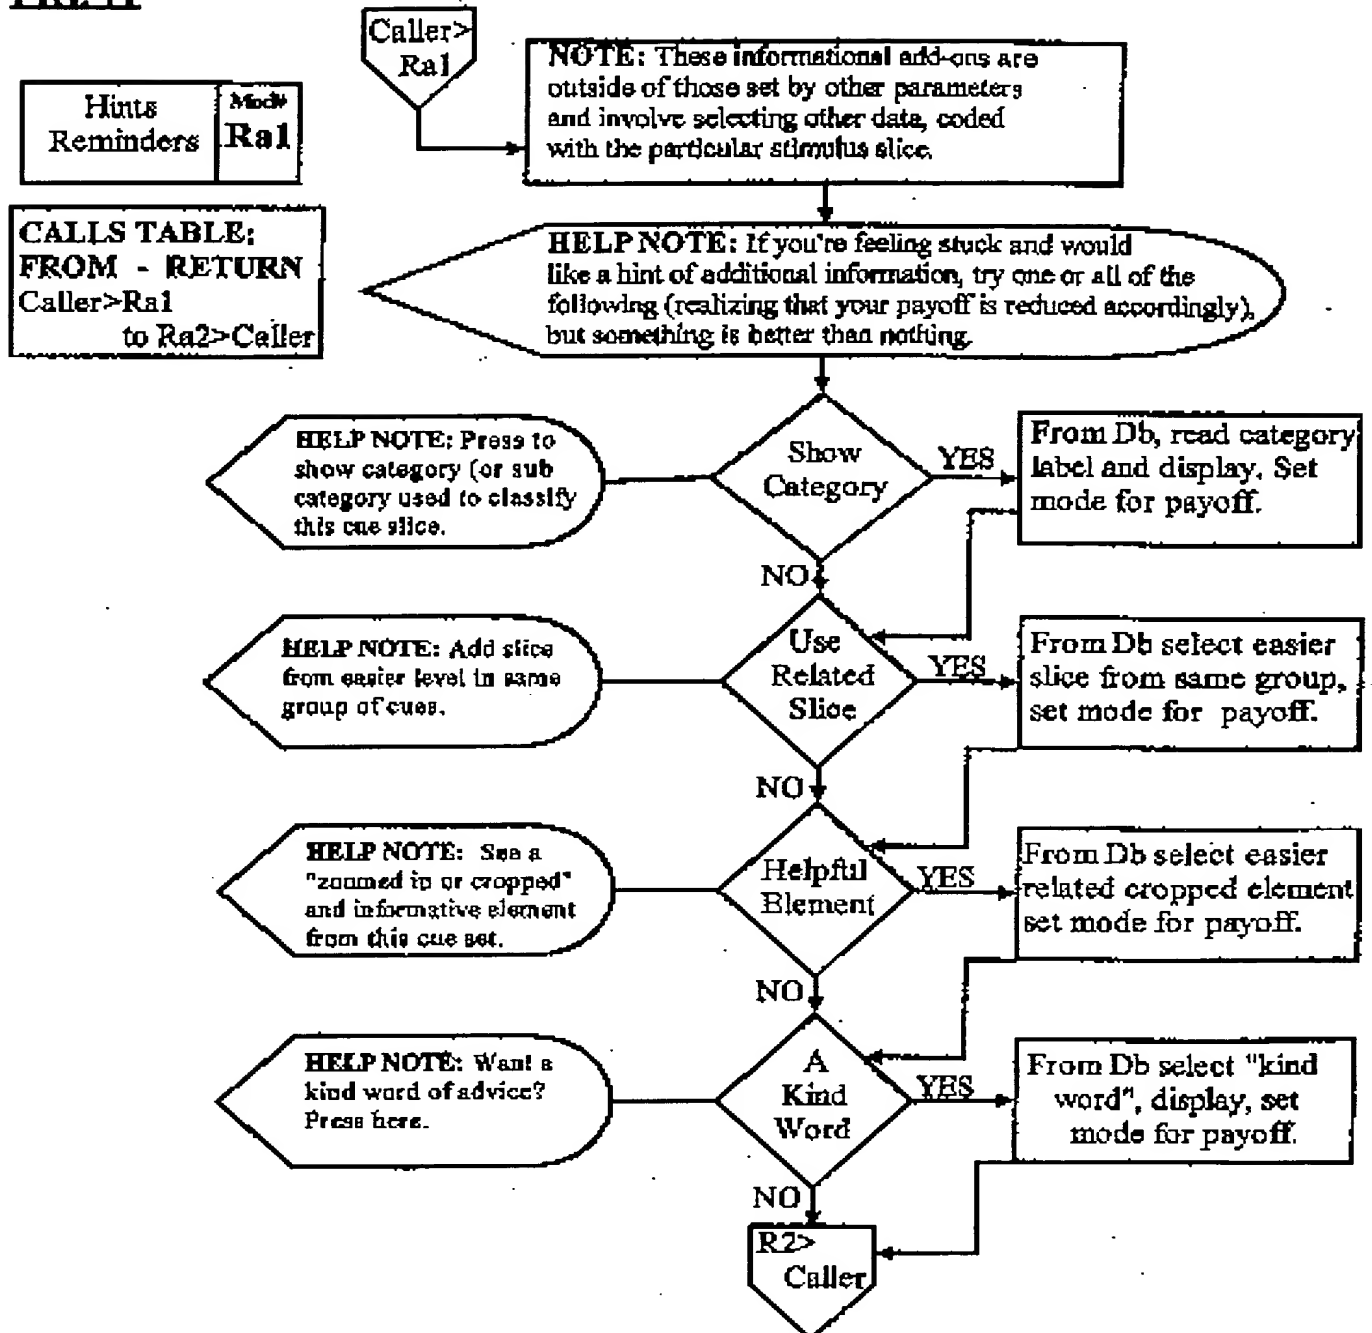 Caller>
Ra1
Hints
Reminders
Mod#
Ra1
NOTE: These informational add-ons are
outside of those set by other parameters
and involve selecting other data, coded
with the particular stimulus slice.
CALLS TABLE:
FROM - RETURN
Caller>Ra1
to Ra2>Caller
HELP NOTE: If you're feeling stuck and would
like a hint of additional information, try one or all of the
following (realizing that your payoff is reduced accordingly),
but something is better than nothing.
HELP NOTE: Press to
show category (or sub
category used to classify
this cue slice.
Show
Category
YES
From Db, read category
label and display. Set
mode for payoff.
NO
HELP NOTE: Add slice
from easier level in same
group of cues.
Use
Related
Slice
YES
From Db select easier
slice from same group,
set mode for payoff.
NO
HELP NOTE: See a
"zoomed in or cropped"
and informative element
from this cue set.
Helpful
Element
YES
From Db select easier
related cropped element
set mode for payoff.
NO
HELP NOTE: Want a
kind word of advice?
Press here.
A
Kind
Word
YES
From Db select "kind
word", display, set
mode for payoff.
NO
R2>
Caller